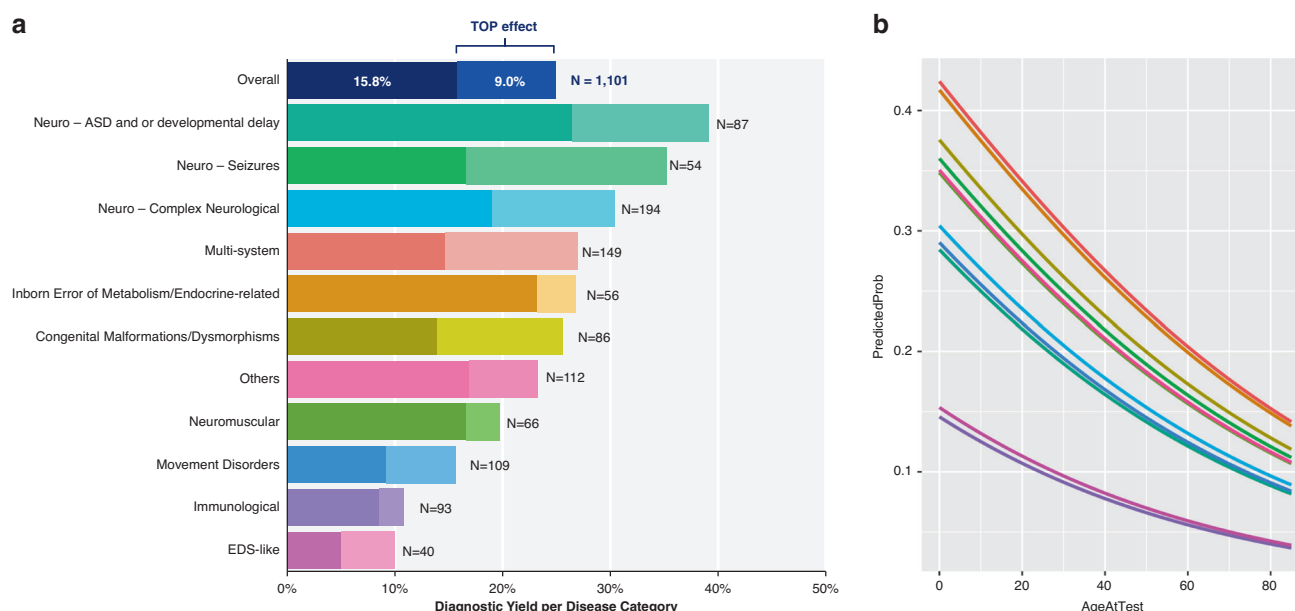 a
TOP effect
Overall 15.8% 9.0% N = 1,101
Neuro – ASD and or developmental delay N=87
Neuro – Seizures N=54
Neuro – Complex Neurological N=194
Multi-system N=149
Inborn Error of Metabolism/Endocrine-related N=56
Congenital Malformations/Dysmorphisms N=86
Others N=112
Neuromuscular N=66
Movement Disorders N=109
Immunological N=93
EDS-like N=40
0% 10% 20% 30% 40% 50%
Diagnostic Yield per Disease Category
b
PredictedProb
0.4
0.3
0.2
0.1
0 20 40 60 80
AgeAtTest